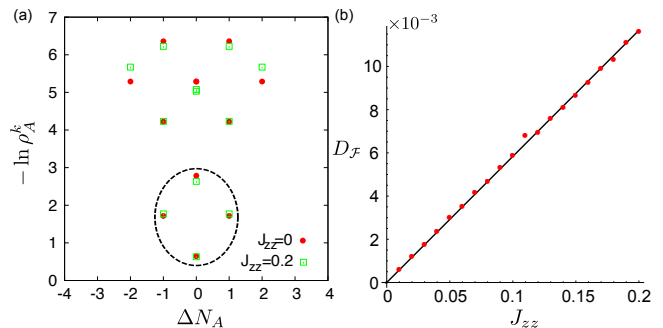 (a)
7
6
5
4
3
2
1
0
− ln ρ_A^k
-4 -3 -2 -1 0 1 2 3 4
ΔN_A
J_zz=0
J_zz=0.2
(b)
×10⁻³
10
8
6
4
2
0
D_ℱ
0 0.05 0.10 0.15 0.2
J_zz